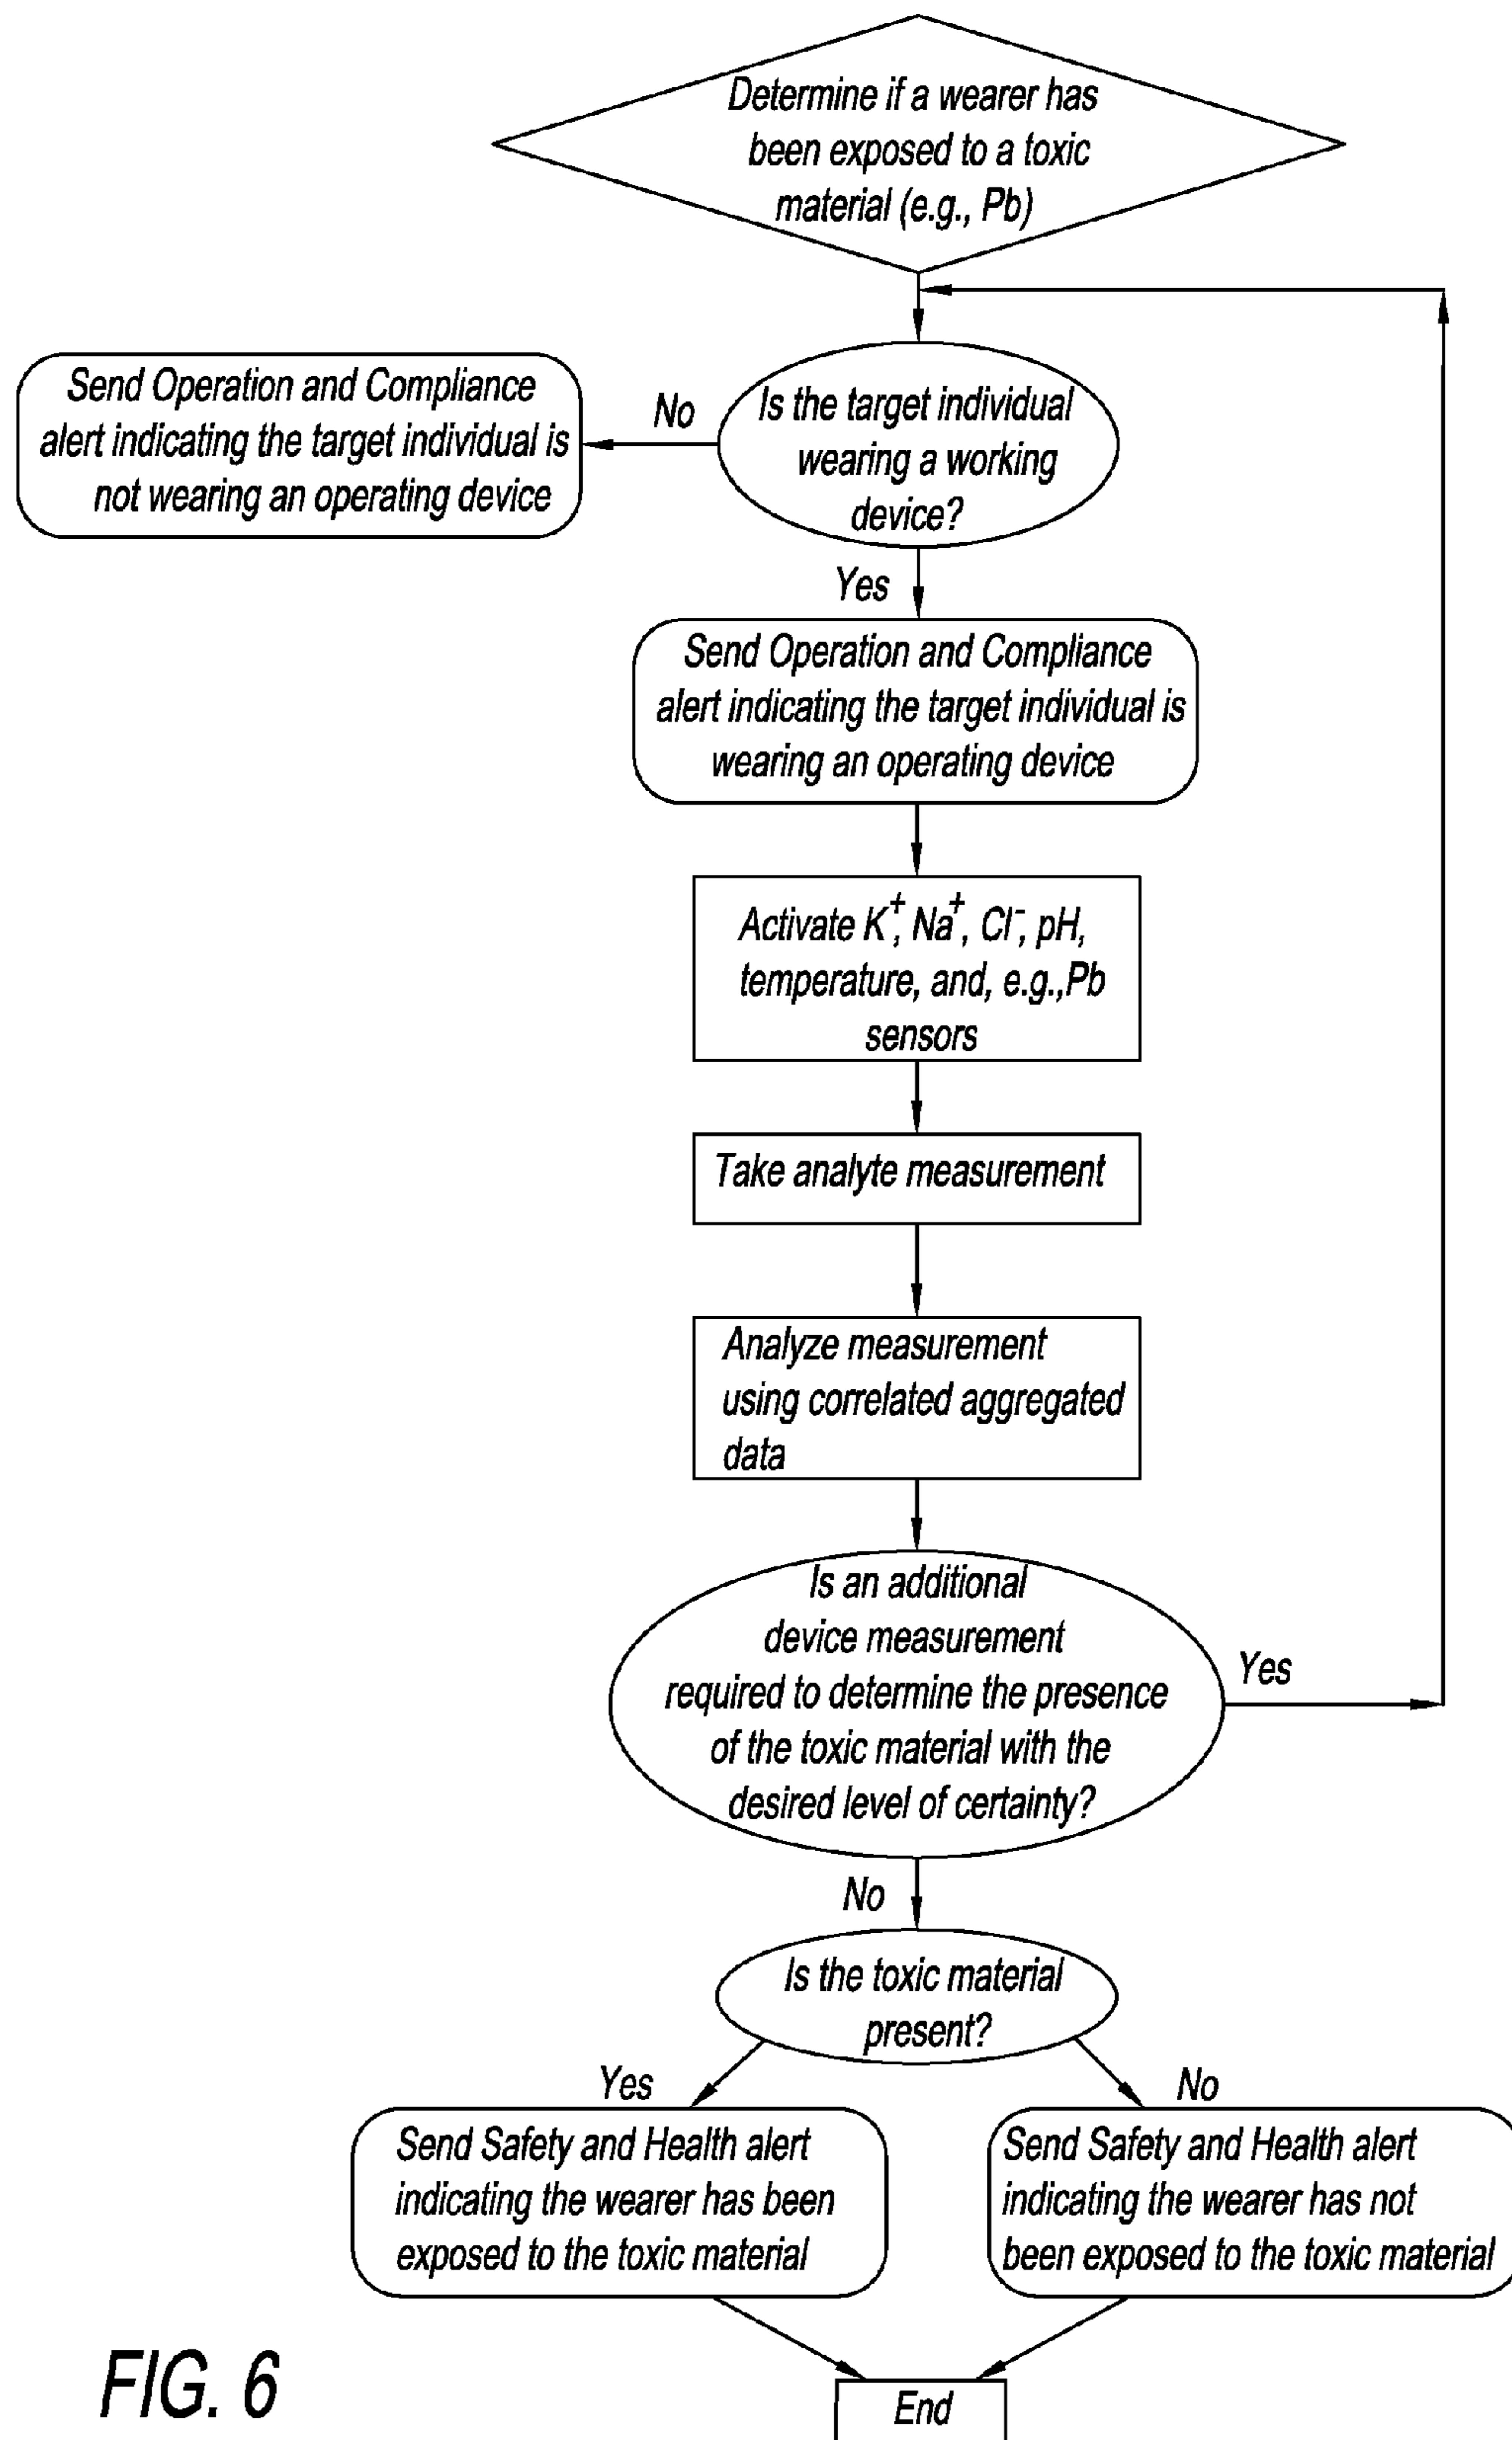 Determine if a wearer has
been exposed to a toxic
material (e.g., Pb)
Send Operation and Compliance
alert indicating the target individual is
not wearing an operating device
No
Is the target individual
wearing a working
device?
Yes
Send Operation and Compliance
alert indicating the target individual is
wearing an operating device
Activate K⁺, Na⁺, Cl⁻, pH,
temperature, and, e.g.,Pb
sensors
Take analyte measurement
Analyze measurement
using correlated aggregated
data
Is an additional
device measurement
required to determine the presence
of the toxic material with the
desired level of certainty?
Yes
No
Is the toxic material
present?
Yes
No
Send Safety and Health alert
indicating the wearer has been
exposed to the toxic material
Send Safety and Health alert
indicating the wearer has not
been exposed to the toxic material
End
FIG. 6